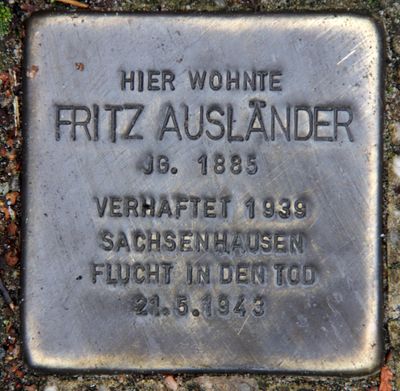 HIER WOHNTE
FRITZ AUSLÄNDER
JG. 1885
VERHAFTET 1939
SACHSENHAUSEN
FLUCHT IN DEN TOD
21.5.1943